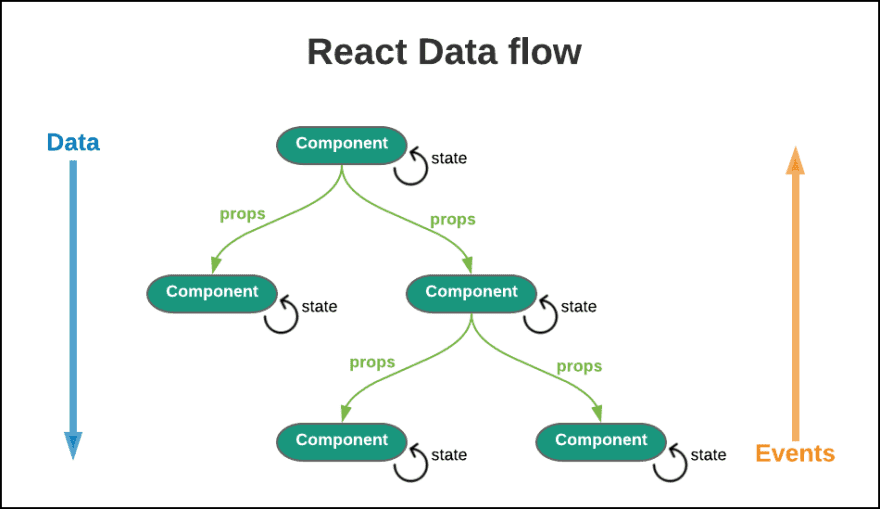 React Data flow
Data
Component
state
props
props
Component
state
Component
state
props
props
Component
state
Component
state
Events